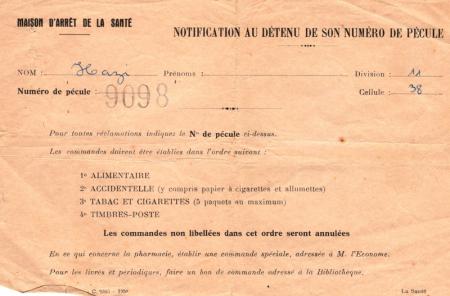 MAISON D'ARRÊT DE LA SANTÉ
NOTIFICATION AU DÉTENU DE SON NUMÉRO DE PÉCULE
NOM : Hazi Prénoms : Division : 11
Numéro de pécule : 9098 Cellule : 38
Pour toutes réclamations indiquez le N° de pécule ci-dessus.
Les commandes doivent être établies dans l'ordre suivant :
1° ALIMENTAIRE
2° ACCIDENTELLE (y compris papier à cigarettes et allumettes)
3° TABAC ET CIGARETTES (5 paquets au maximum)
4° TIMBRES-POSTE
Les commandes non libellées dans cet ordre seront annulées
En ce qui concerne la pharmacie, établir une commande spéciale, adressée à M. l'Econome.
Pour les livres et périodiques, faire un bon de commande adressé à la Bibliothèque.
La Santé